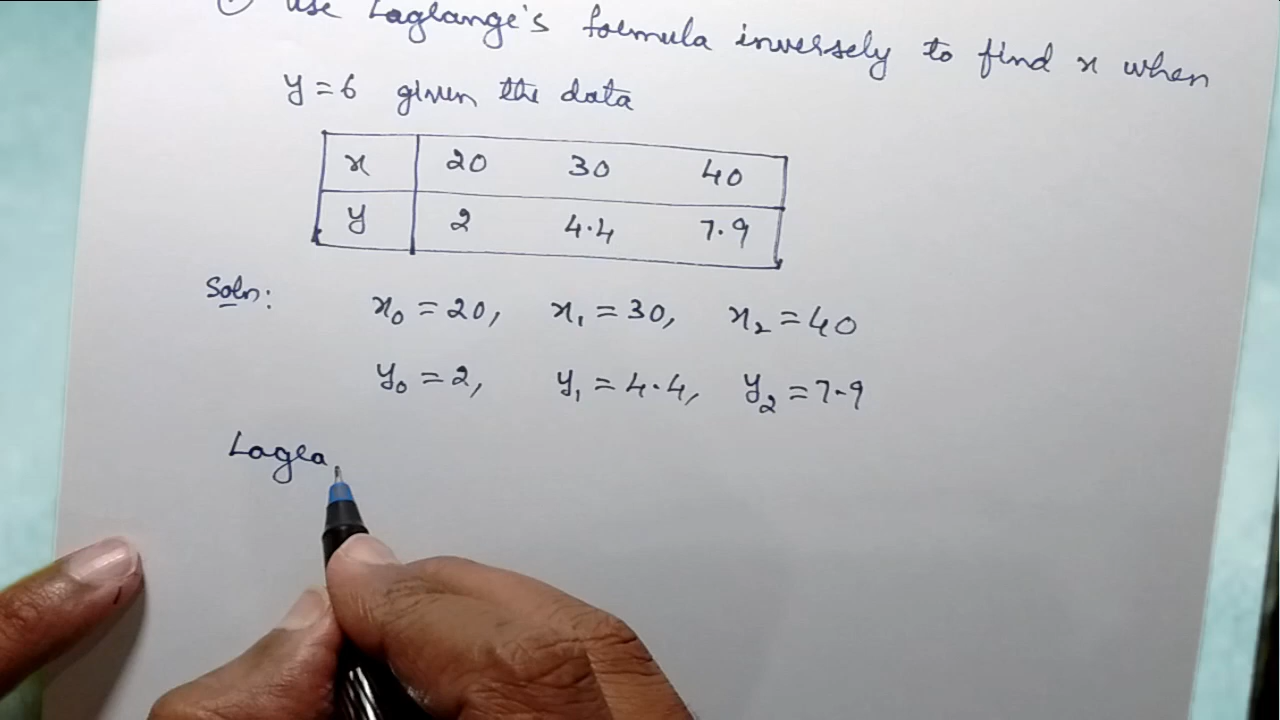 use Laglange's formula inversely to find x when
y = 6 given the data
x 20 30 40
y 2 4.4 7.9
Soln:
x₀ = 20, x₁ = 30, x₂ = 40
y₀ = 2, y₁ = 4.4, y₂ = 7.9
Lagra